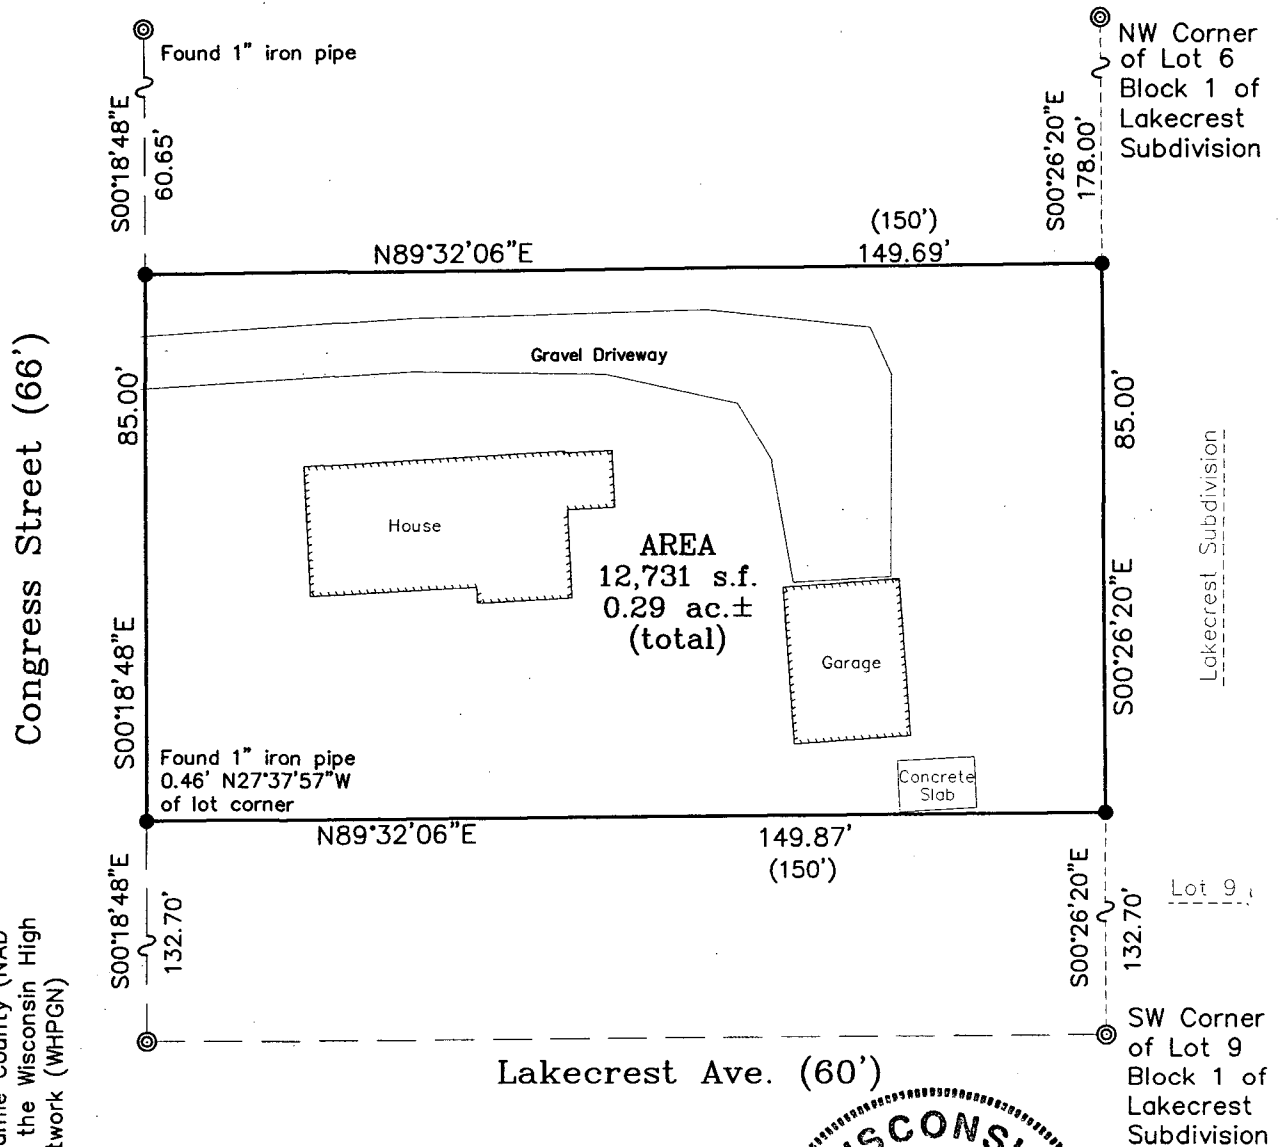 Found 1" iron pipe
S00°18'48"E
60.65'
NW Corner
of Lot 6
Block 1 of
Lakecrest
Subdivision
S00°26'20"E
178.00'
N89°32'06"E
(150')
149.69'
Congress Street (66')
85.00'
S00°18'48"E
Gravel Driveway
House
AREA
12,731 s.f.
0.29 ac.±
(total)
Garage
Concrete
Slab
85.00'
S00°26'20"E
Lakecrest Subdivision
Found 1" iron pipe
0.46' N27°37'57"W
of lot corner
N89°32'06"E
149.87'
(150')
S00°18'48"E
132.70'
S00°26'20"E
132.70'
Lot 9
County (NAD
the Wisconsin High
twork (WHPGN)
Lakecrest Ave. (60')
SW Corner
of Lot 9
Block 1 of
Lakecrest
Subdivision
SCONSI